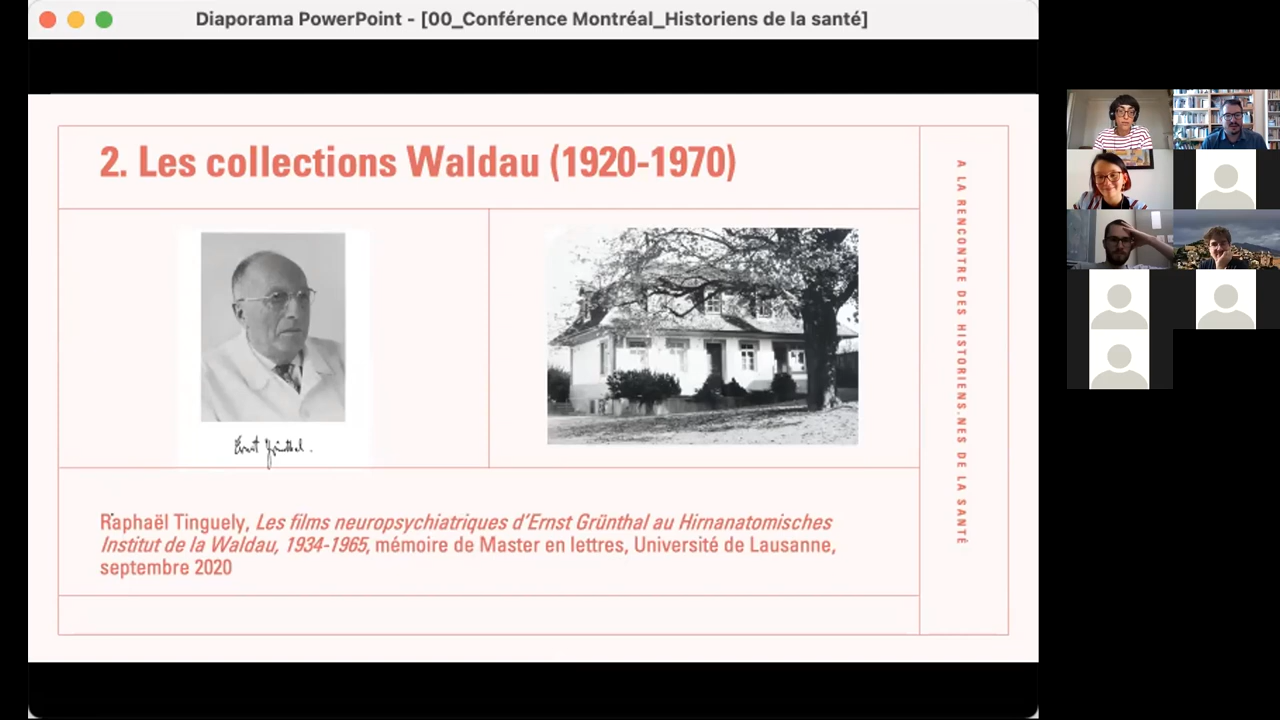 Diaporama PowerPoint - [00_Conférence Montréal_Historiens de la santé]
2. Les collections Waldau (1920-1970)
Ernst Grünthal.
Raphaël Tinguely, Les films neuropsychiatriques d'Ernst Grünthal au Hirnanatomisches
Institut de la Waldau, 1934-1965, mémoire de Master en lettres, Université de Lausanne,
septembre 2020
A LA RENCONTRE DES HISTORIENS.NES DE LA SANTÉ